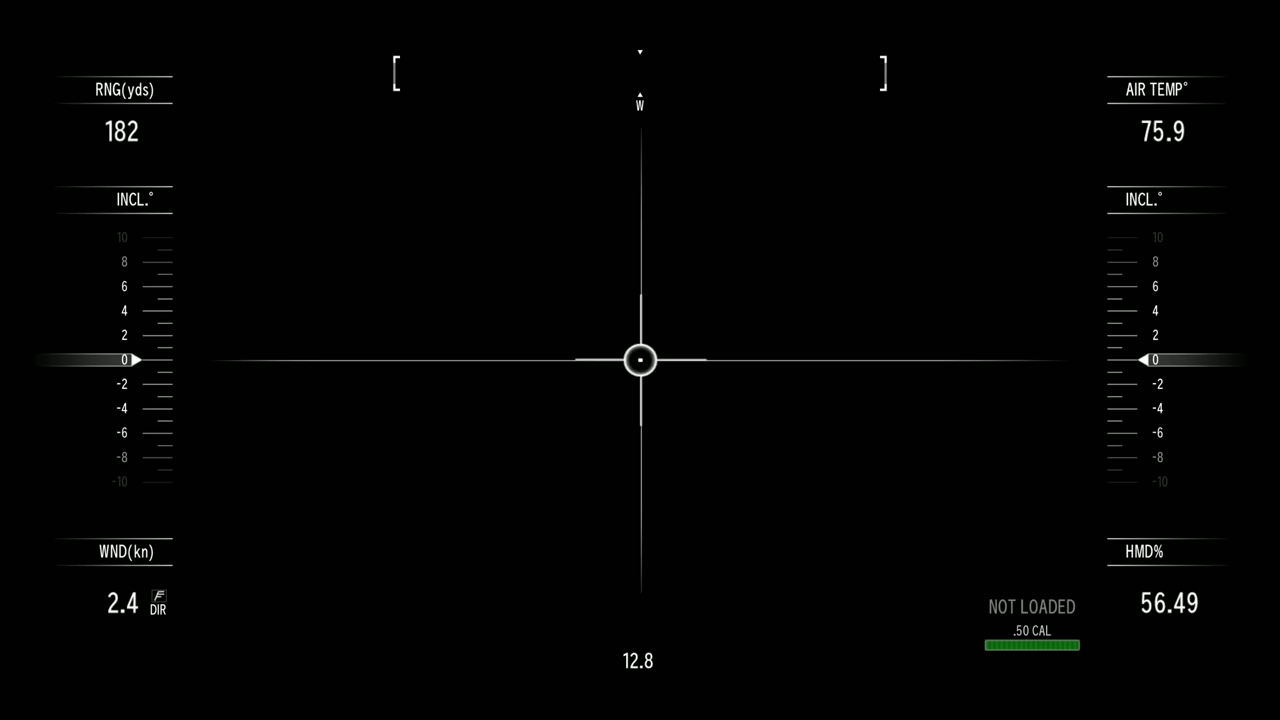 W
RNG(yds)
182
INCL.°
10
8
6
4
2
0
-2
-4
-6
-8
-10
WND(kn)
2.4
DIR
12.8
AIR TEMP°
75.9
INCL.°
10
8
6
4
2
0
-2
-4
-6
-8
-10
HMD%
56.49
NOT LOADED
.50 CAL